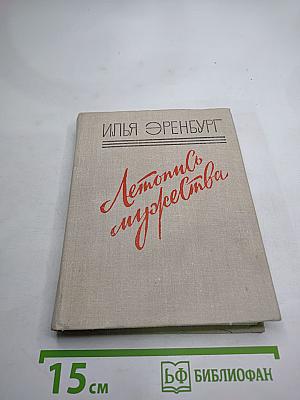 ИЛЬЯ ЭРЕНБУРГ
Летопись
мужества
15 см
БФ БИБЛИОФАН